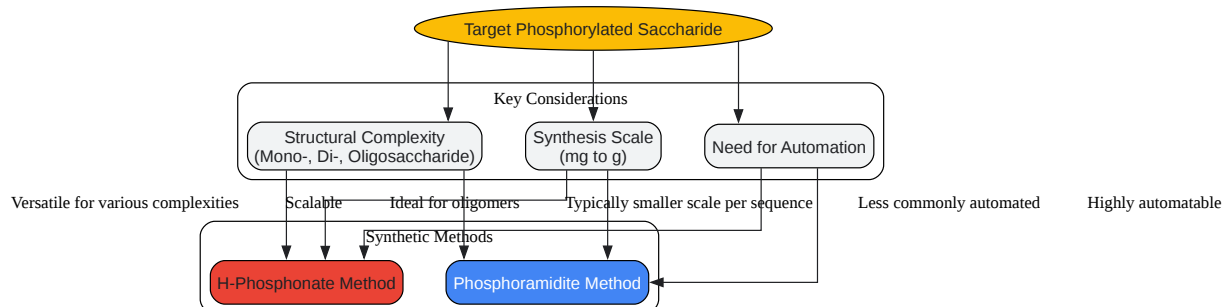 Target Phosphorylated Saccharide
Key Considerations
Structural Complexity
(Mono-, Di-, Oligosaccharide)
Synthesis Scale
(mg to g)
Need for Automation
Versatile for various complexities
Scalable
Ideal for oligomers
Typically smaller scale per sequence
Less commonly automated
Highly automatable
Synthetic Methods
H-Phosphonate Method
Phosphoramidite Method